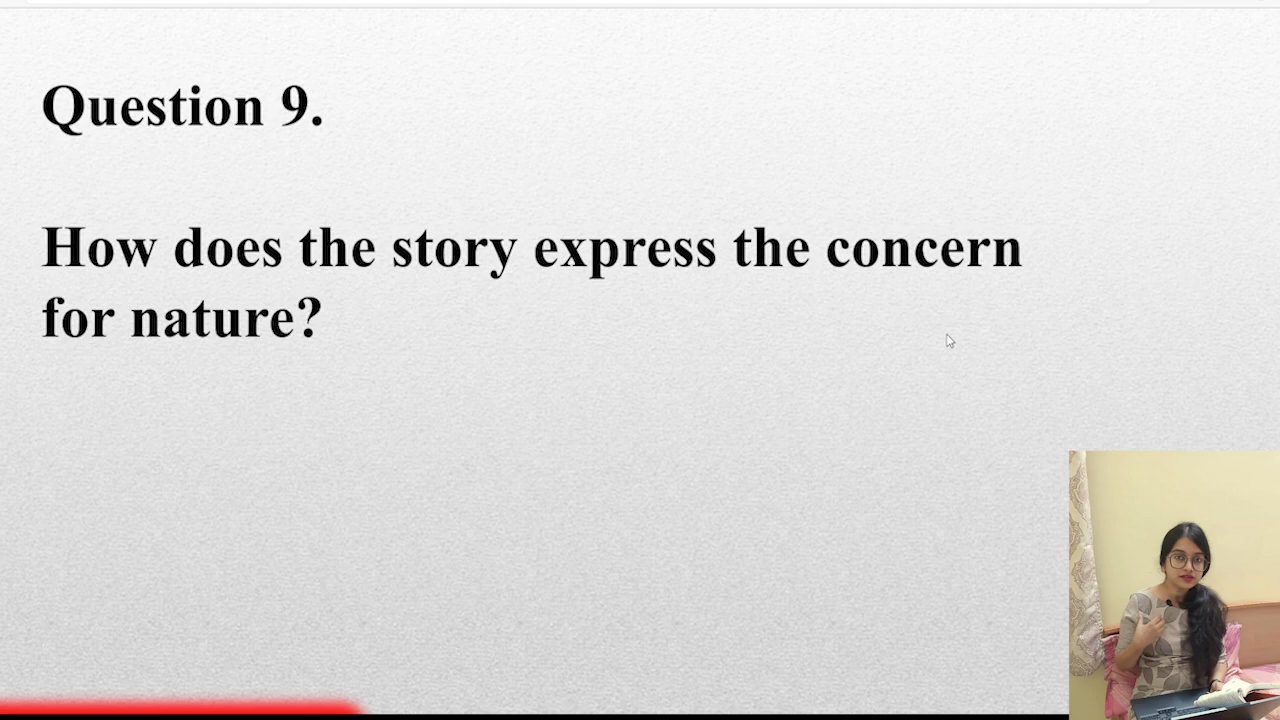 Question 9.
How does the story express the concern
for nature?